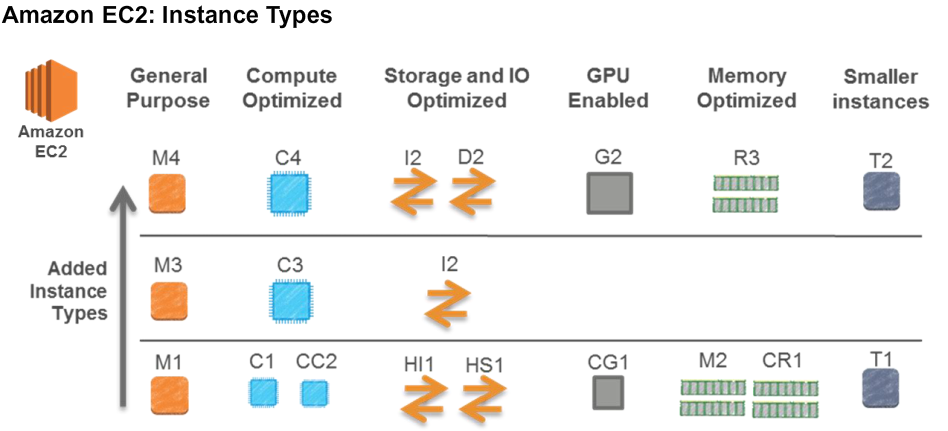 Amazon EC2: Instance Types
General
Purpose
Compute
Optimized
Storage and IO
Optimized
GPU
Enabled
Memory
Optimized
Smaller
instances
Amazon
EC2
M4
C4
I2
D2
G2
R3
T2
Added
Instance
Types
M3
C3
I2
M1
C1
CC2
HI1
HS1
CG1
M2
CR1
T1